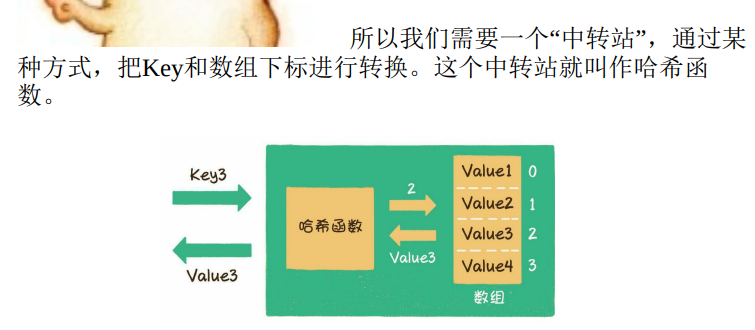 所以我们需要一个“中转站”，通过某
种方式，把Key和数组下标进行转换。这个中转站就叫作哈希函
数。
Key3
Value3
哈希函数
2
Value3
Value1 0
Value2 1
Value3 2
Value4 3
数组